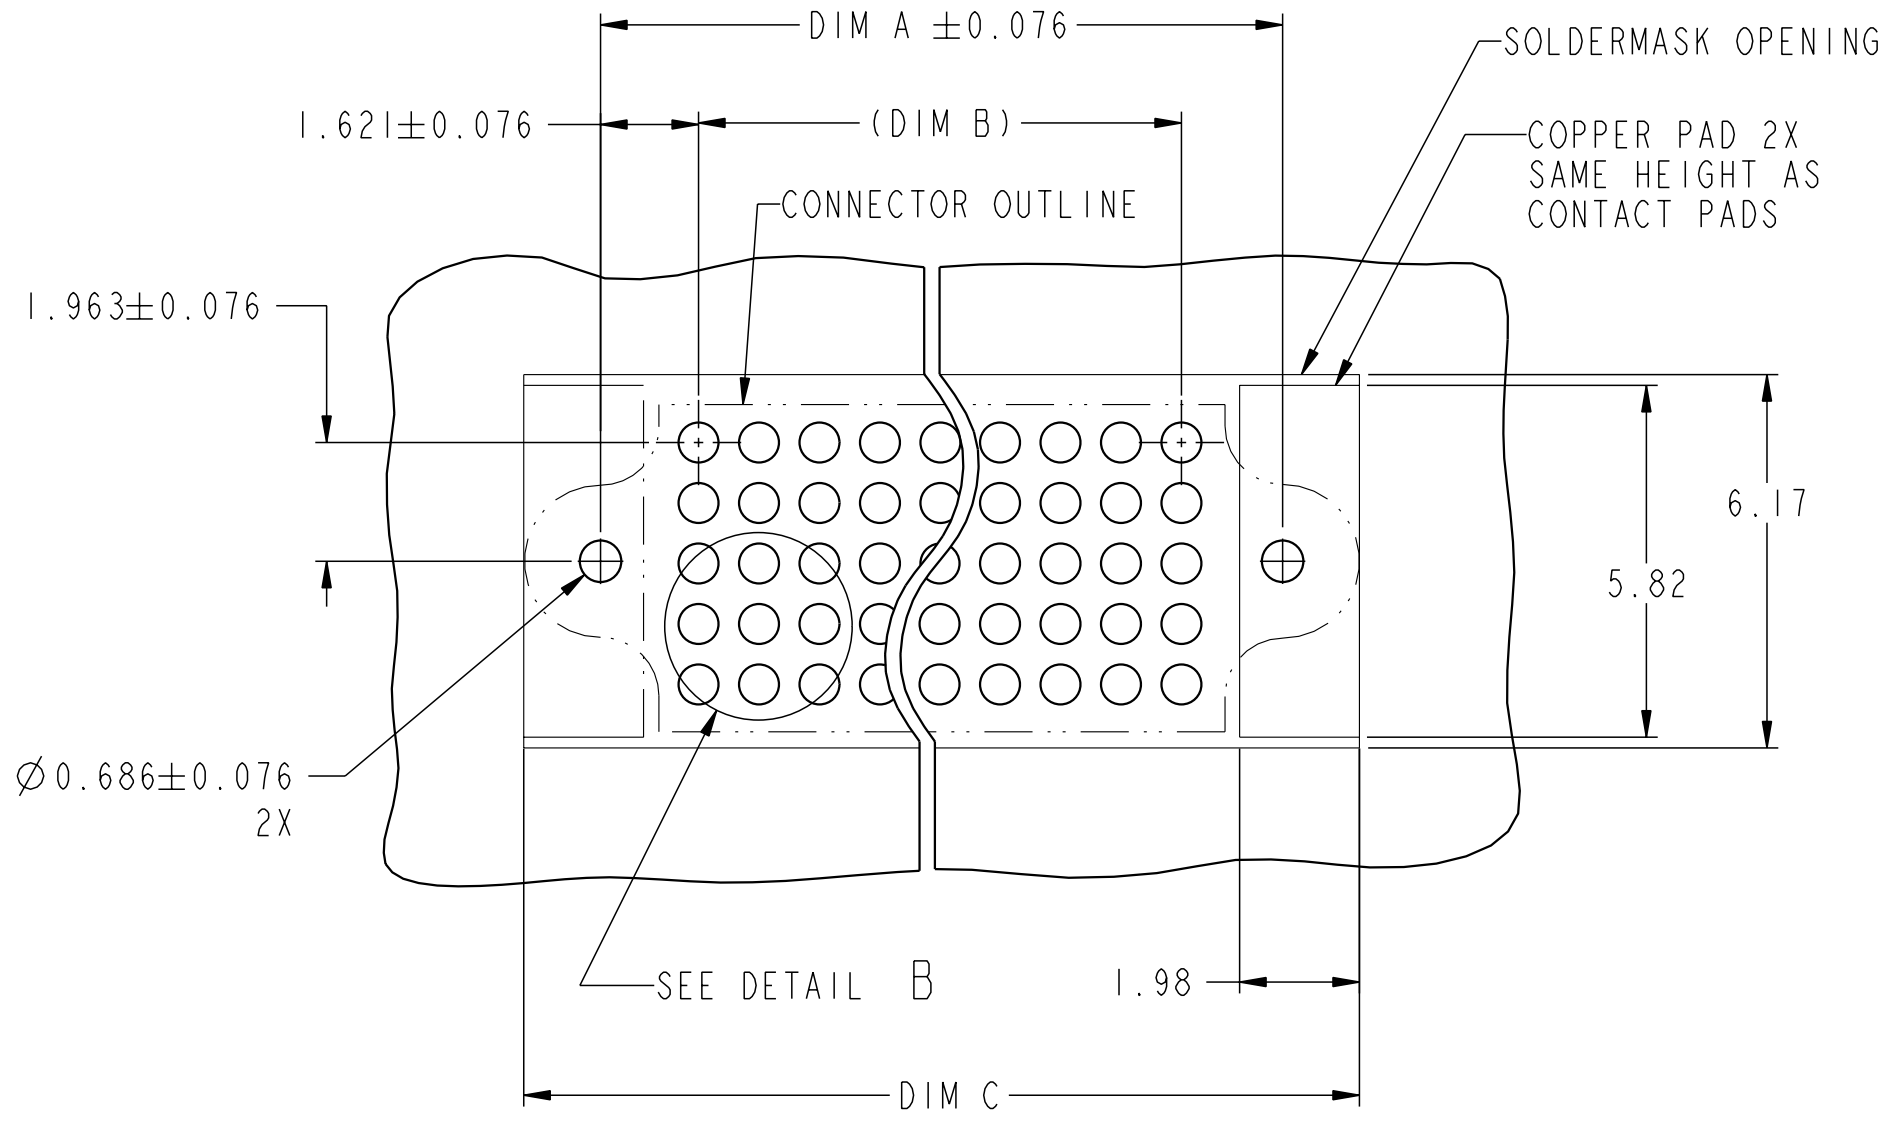 DIM A ±0.076
SOLDERMASK OPENING
1.621±0.076
(DIM B)
COPPER PAD 2X
SAME HEIGHT AS
CONTACT PADS
CONNECTOR OUTLINE
1.963±0.076
6.17
5.82
Ø0.686±0.076
2X
SEE DETAIL B
1.98
DIM C